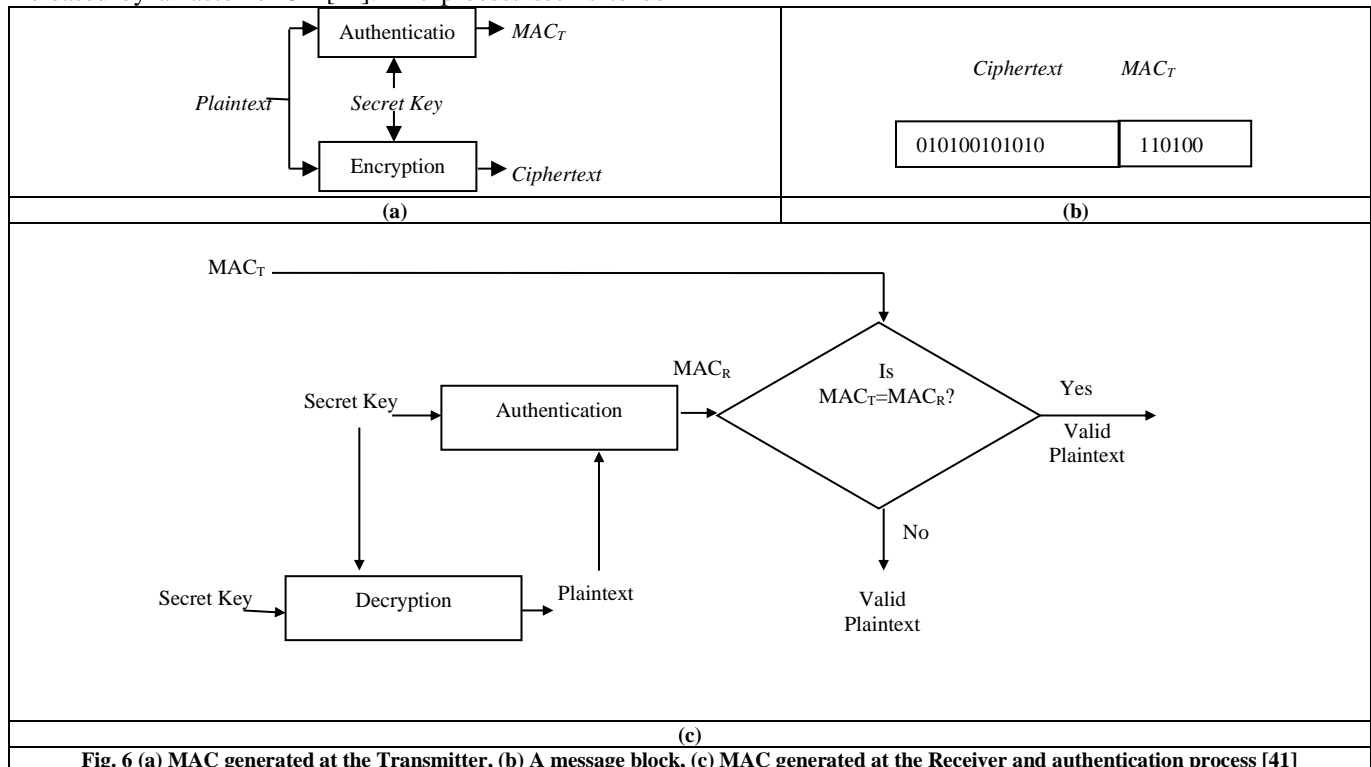 Authenticatio
MAC_T
Plaintext
Secret Key
Encryption
Ciphertext
(a)
Ciphertext MAC_T
010100101010 110100
(b)
MAC_T
Is
MAC_T=MAC_R?
MAC_R
Yes
Valid
Plaintext
Secret Key
Authentication
No
Valid
Plaintext
Secret Key
Decryption
Plaintext
(c)
Fig. 6 (a) MAC generated at the Transmitter, (b) A message block, (c) MAC generated at the Receiver and authentication process [41]